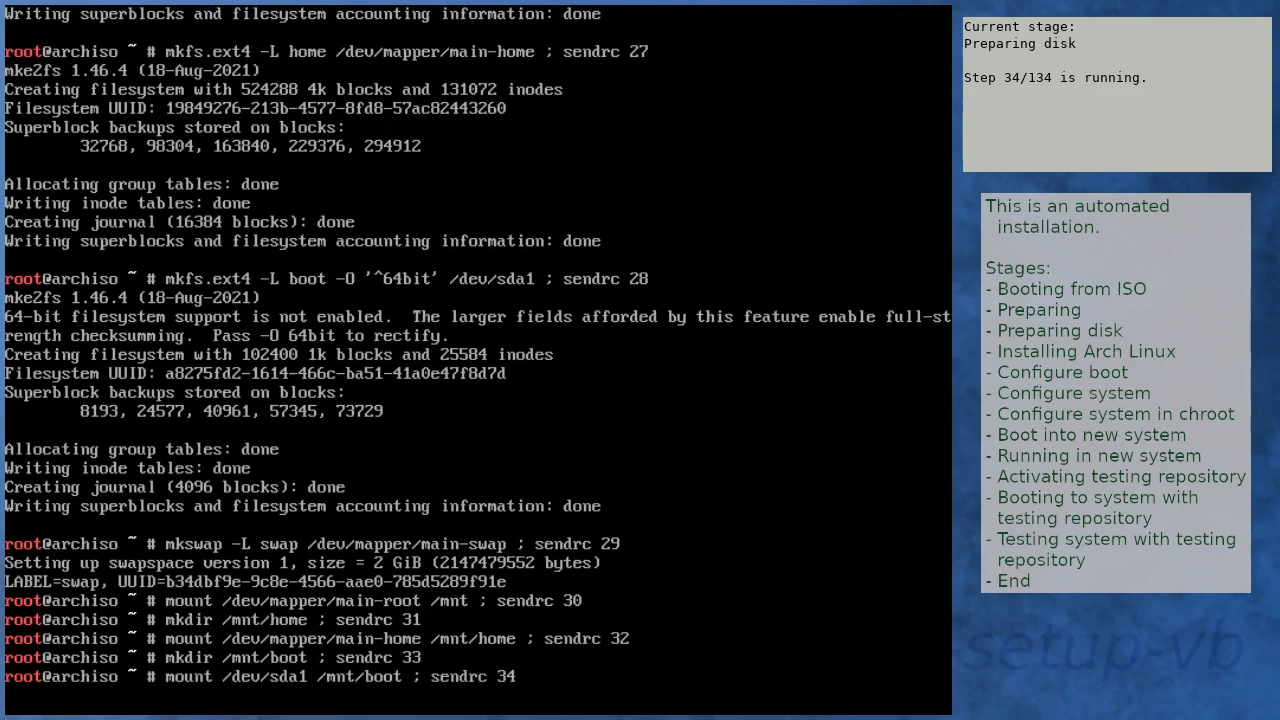 Writing superblocks and filesystem accounting information: done
root@archiso ~ # mkfs.ext4 -L home /dev/mapper/main-home ; sendrc 27
mke2fs 1.46.4 (18-Aug-2021)
Creating filesystem with 524288 4k blocks and 131072 inodes
Filesystem UUID: 19849276-213b-4577-8fd8-57ac82443260
Superblock backups stored on blocks:
        32768, 98304, 163840, 229376, 294912
Allocating group tables: done
Writing inode tables: done
Creating journal (16384 blocks): done
Writing superblocks and filesystem accounting information: done
root@archiso ~ # mkfs.ext4 -L boot -O '^64bit' /dev/sda1 ; sendrc 28
mke2fs 1.46.4 (18-Aug-2021)
64-bit filesystem support is not enabled.  The larger fields afforded by this feature enable full-st
rength checksumming.  Pass -O 64bit to rectify.
Creating filesystem with 102400 1k blocks and 25584 inodes
Filesystem UUID: a8275fd2-1614-466c-ba51-41a0e47f8d7d
Superblock backups stored on blocks:
        8193, 24577, 40961, 57345, 73729
Allocating group tables: done
Writing inode tables: done
Creating journal (4096 blocks): done
Writing superblocks and filesystem accounting information: done
root@archiso ~ # mkswap -L swap /dev/mapper/main-swap ; sendrc 29
Setting up swapspace version 1, size = 2 GiB (2147479552 bytes)
LABEL=swap, UUID=b34dbf9e-9c8e-4566-aae0-785d5289f91e
root@archiso ~ # mount /dev/mapper/main-root /mnt ; sendrc 30
root@archiso ~ # mkdir /mnt/home ; sendrc 31
root@archiso ~ # mount /dev/mapper/main-home /mnt/home ; sendrc 32
root@archiso ~ # mkdir /mnt/boot ; sendrc 33
root@archiso ~ # mount /dev/sda1 /mnt/boot ; sendrc 34
Current stage:
Preparing disk
Step 34/134 is running.
This is an automated
installation.
Stages:
- Booting from ISO
- Preparing
- Preparing disk
- Installing Arch Linux
- Configure boot
- Configure system
- Configure system in chroot
- Boot into new system
- Running in new system
- Activating testing repository
- Booting to system with
testing repository
- Testing system with testing
repository
- End
-setup-vb